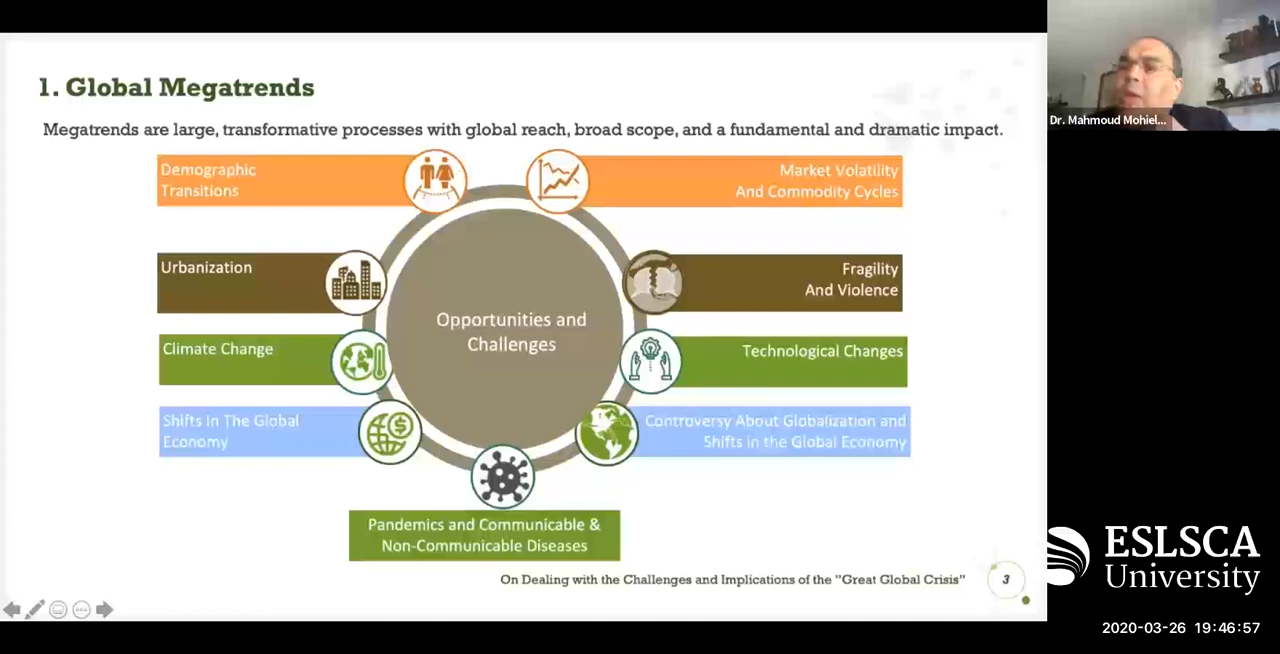 1. Global Megatrends
Megatrends are large, transformative processes with global reach, broad scope, and a fundamental and dramatic impact.
Demographic
Transitions
Market Volatility
And Commodity Cycles
Urbanization
Fragility
And Violence
Opportunities and
Challenges
Climate Change
Technological Changes
Shifts In The Global
Economy
Controversy About Globalization and
Shifts in the Global Economy
$
Pandemics and Communicable &
Non-Communicable Diseases
On Dealing with the Challenges and Implications of the "Great Global Crisis"
3
Dr. Mahmoud Mohiel...
ESLSCA
University
2020-03-26 19:46:57